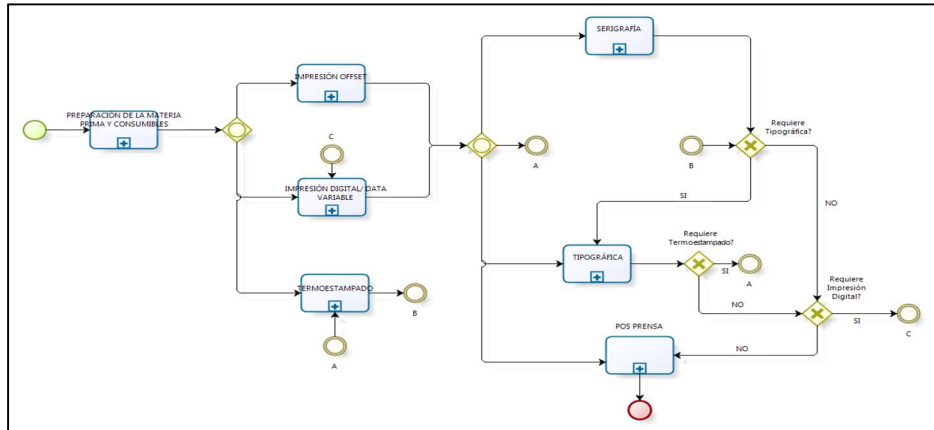 SERIGRAFÍA
IMPRESIÓN OFFSET
PREPARACIÓN DE LA MATERIA
PRIMA Y CONSUMIBLES
C
Requiere
Tipográfica?
A
B
IMPRESIÓN DIGITAL/ DATA
VARIABLE
SI
NO
Requiere
Termoestampado?
TIPOGRÁFICA
SI
A
Requiere
Impresión
Digital?
TERMOESTAMPADO
B
NO
SI
C
POS PRENSA
NO
A